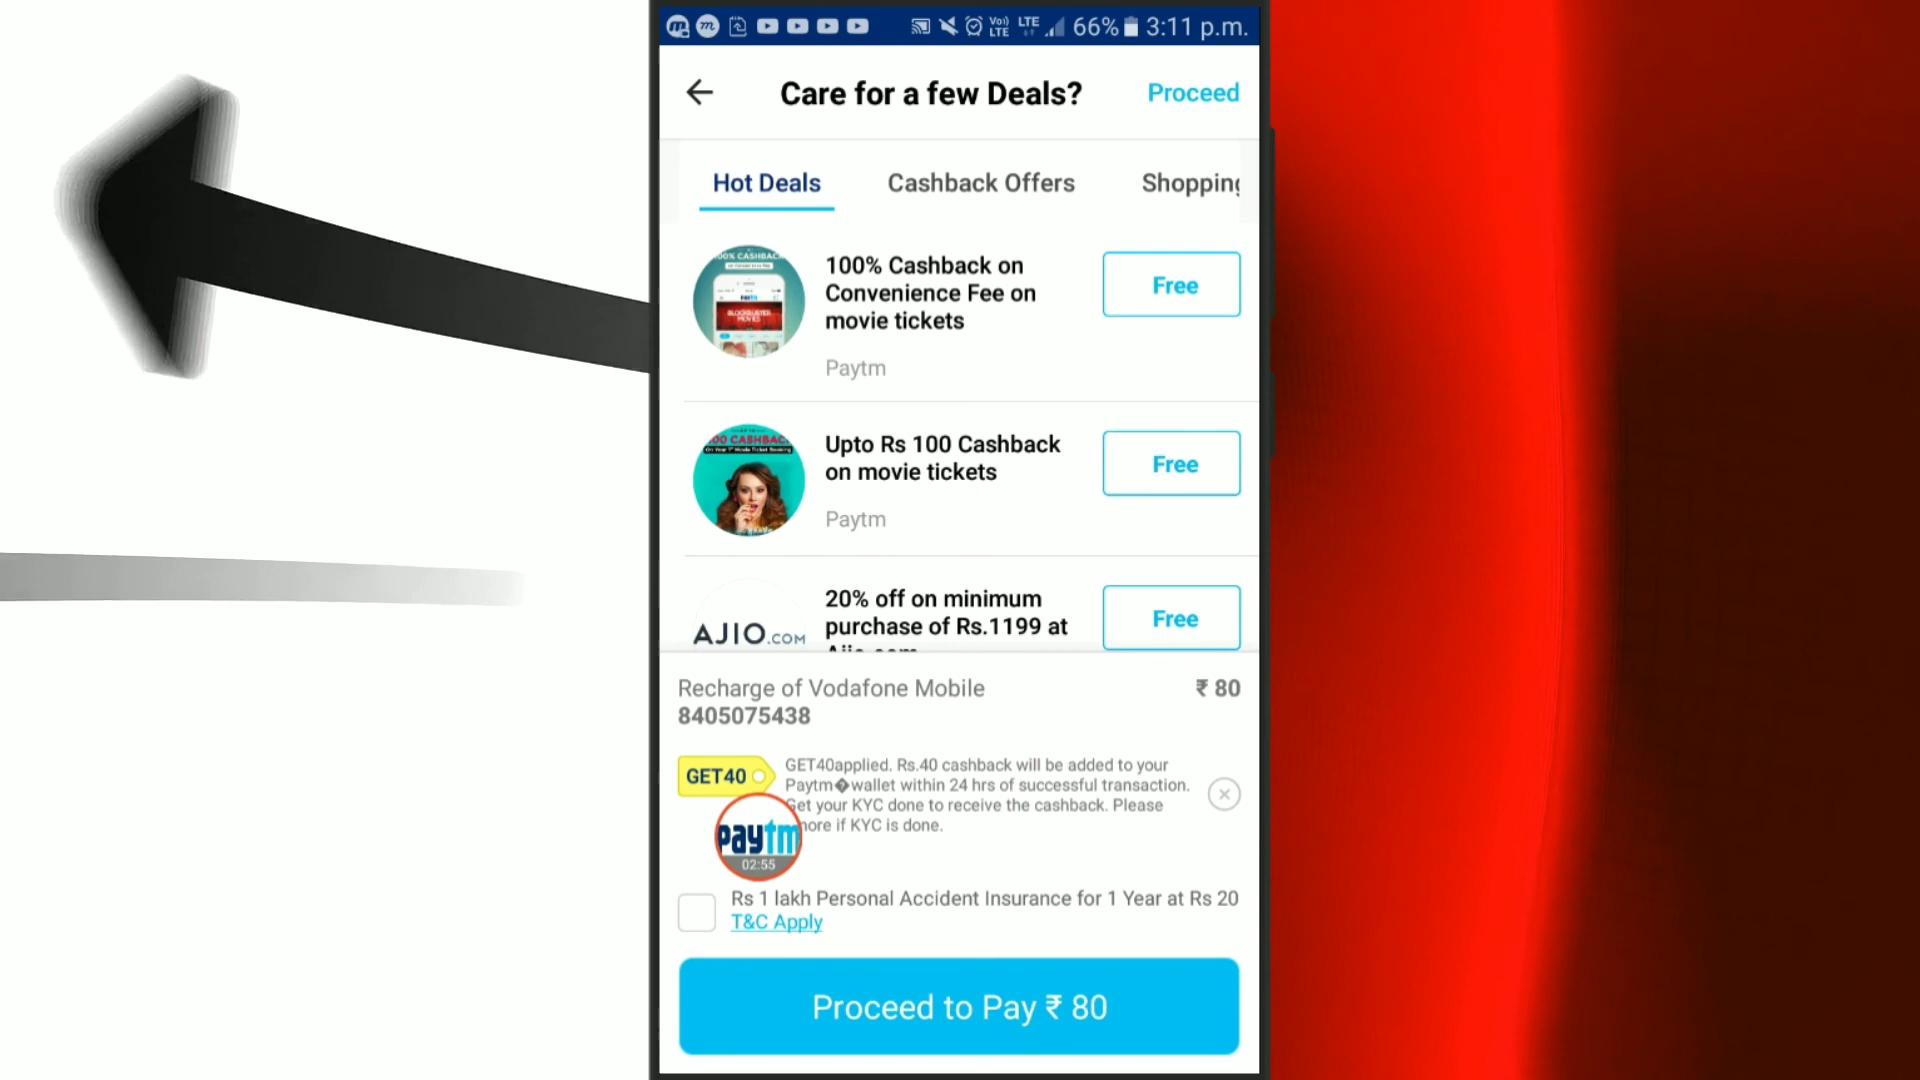 Vo))
LTE
LTE
66%
3:11 p.m.
Care for a few Deals?
Proceed
Hot Deals
Cashback Offers
Shopping
100% Cashback on
Convenience Fee on
movie tickets
Paytm
Free
BLOCKBUSTER
MOVIES
Upto Rs 100 Cashback
on movie tickets
Paytm
Free
AJIO.COM
20% off on minimum
purchase of Rs.1199 at
Free
Recharge of Vodafone Mobile
8405075438
₹ 80
GET40
GET40applied. Rs.40 cashback will be added to your
Paytm�wallet within 24 hrs of successful transaction.
Get your KYC done to receive the cashback. Please
more if KYC is done.
paytm
02:55
Rs 1 lakh Personal Accident Insurance for 1 Year at Rs 20
T&C Apply
Proceed to Pay ₹ 80